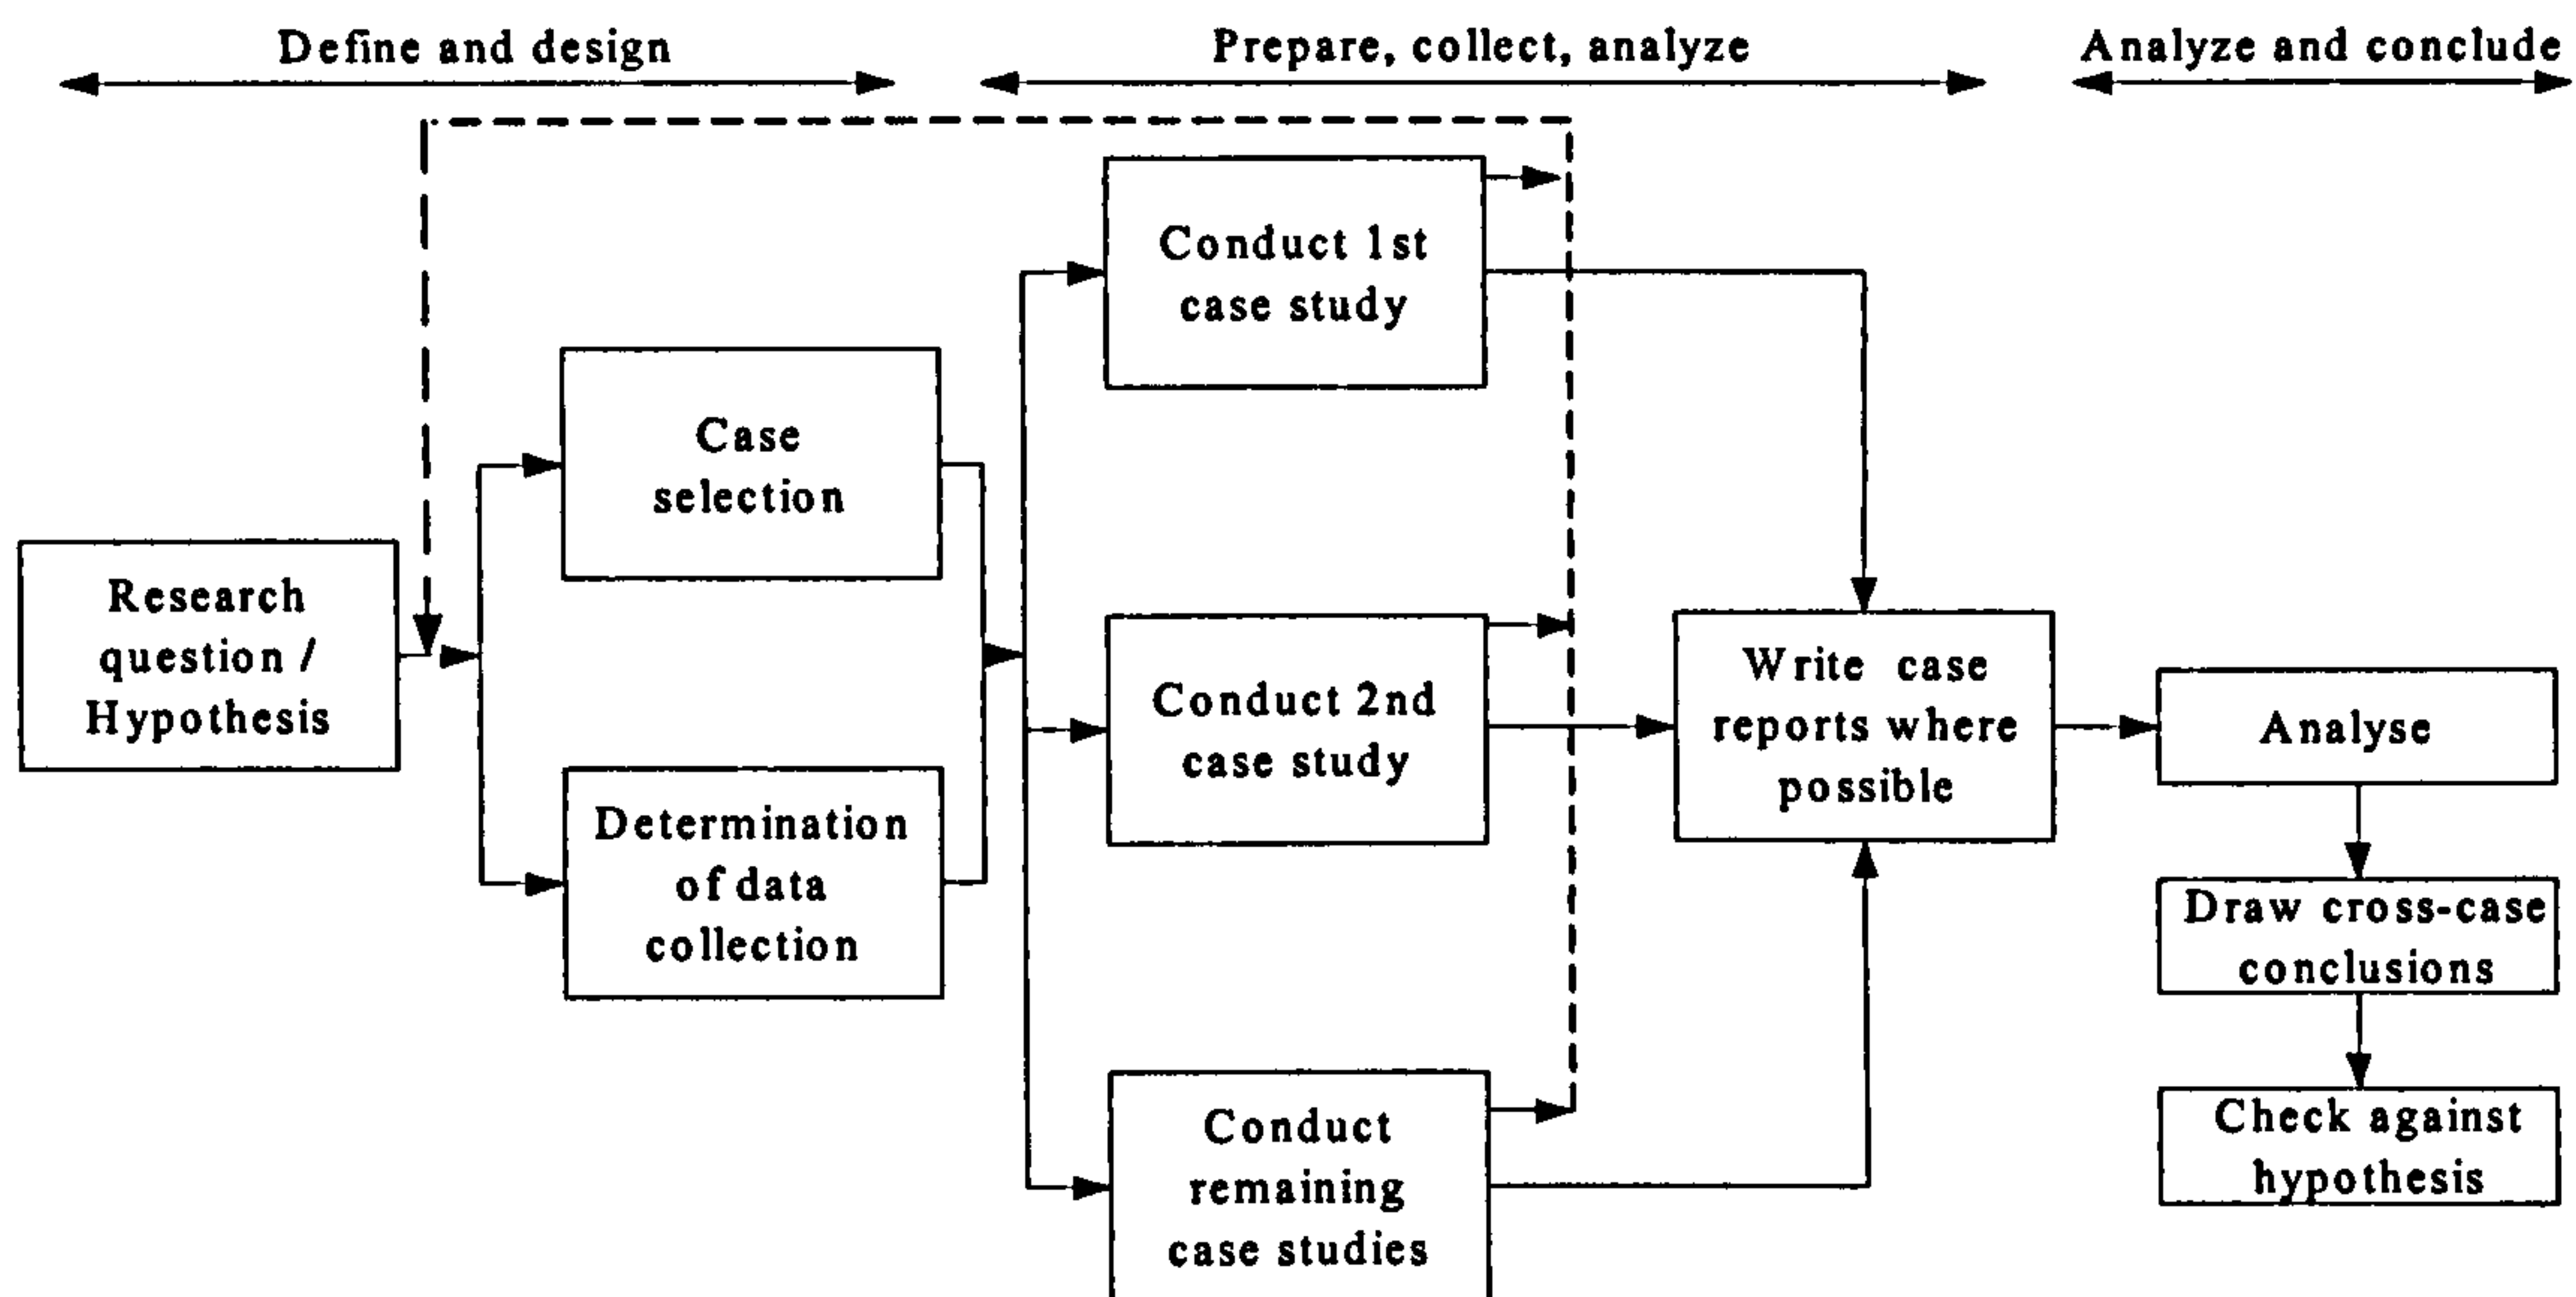 Define and design
Prepare, collect, analyze
Analyze and conclude
Research
question /
Hypothesis
Case
selection
Determination
of data
collection
Conduct 1st
case study
Conduct 2nd
case study
Conduct
remaining
case studies
Write case
reports where
possible
Analyse
Draw cross-case
conclusions
Check against
hypothesis